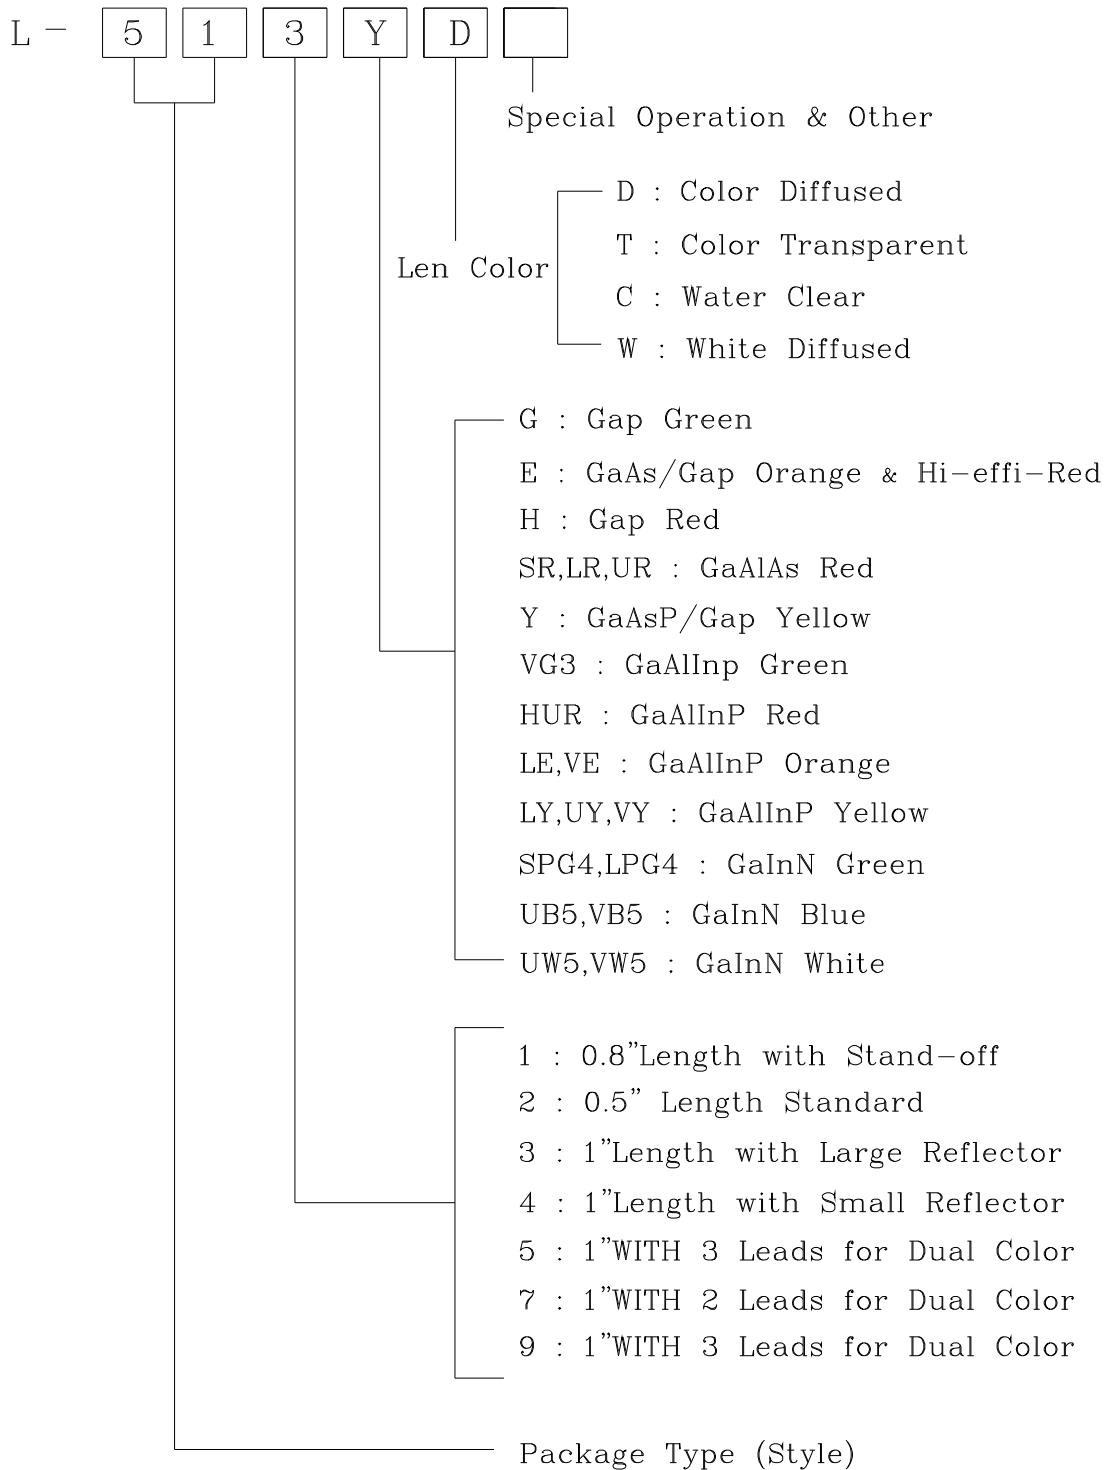 L- 5 1 3 Y D
Special Operation & Other
D : Color Diffused
T : Color Transparent
Len Color
C : Water Clear
W : White Diffused
G : Gap Green
E : GaAs/Gap Orange & Hi-effi-Red
H : Gap Red
SR,LR,UR : GaAlAs Red
Y : GaAsP/Gap Yellow
VG3 : GaAlInp Green
HUR : GaAlInP Red
LE,VE : GaAlInP Orange
LY,UY,VY : GaAlInP Yellow
SPG4,LPG4 : GaInN Green
UB5,VB5 : GaInN Blue
UW5,VW5 : GaInN White
1 : 0.8”Length with Stand-off
2 : 0.5” Length Standard
3 : 1”Length with Large Reflector
4 : 1”Length with Small Reflector
5 : 1”WITH 3 Leads for Dual Color
7 : 1”WITH 2 Leads for Dual Color
9 : 1”WITH 3 Leads for Dual Color
Package Type (Style)